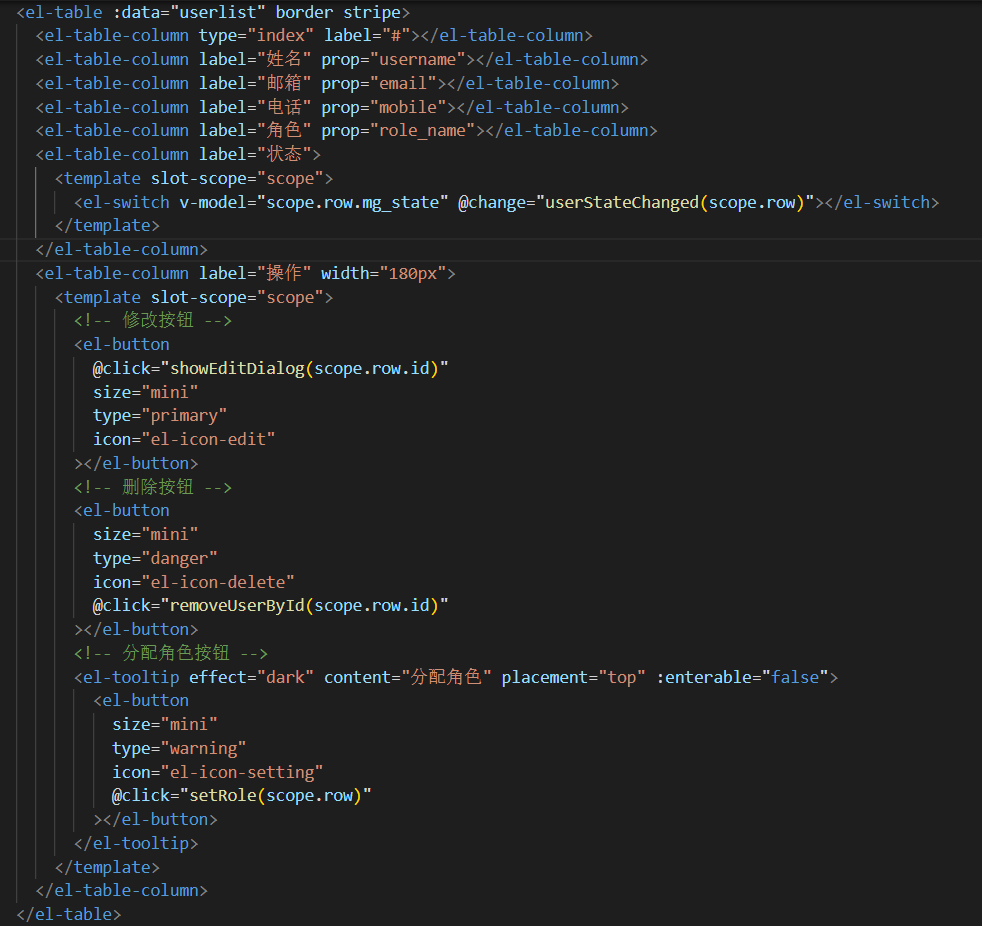 <el-table :data="userlist" border stripe>
<el-table-column type="index" label="#"></el-table-column>
<el-table-column label="姓名" prop="username"></el-table-column>
<el-table-column label="邮箱" prop="email"></el-table-column>
<el-table-column label="电话" prop="mobile"></el-table-column>
<el-table-column label="角色" prop="role_name"></el-table-column>
<el-table-column label="状态">
<template slot-scope="scope">
<el-switch v-model="scope.row.mg_state" @change="userStateChanged(scope.row)"></el-switch>
</template>
</el-table-column>
<el-table-column label="操作" width="180px">
<template slot-scope="scope">
<!-- 修改按钮 -->
<el-button
@click="showEditDialog(scope.row.id)"
size="mini"
type="primary"
icon="el-icon-edit"
></el-button>
<!-- 删除按钮 -->
<el-button
size="mini"
type="danger"
icon="el-icon-delete"
@click="removeUserById(scope.row.id)"
></el-button>
<!-- 分配角色按钮 -->
<el-tooltip effect="dark" content="分配角色" placement="top" :enterable="false">
<el-button
size="mini"
type="warning"
icon="el-icon-setting"
@click="setRole(scope.row)"
></el-button>
</el-tooltip>
</template>
</el-table-column>
</el-table>